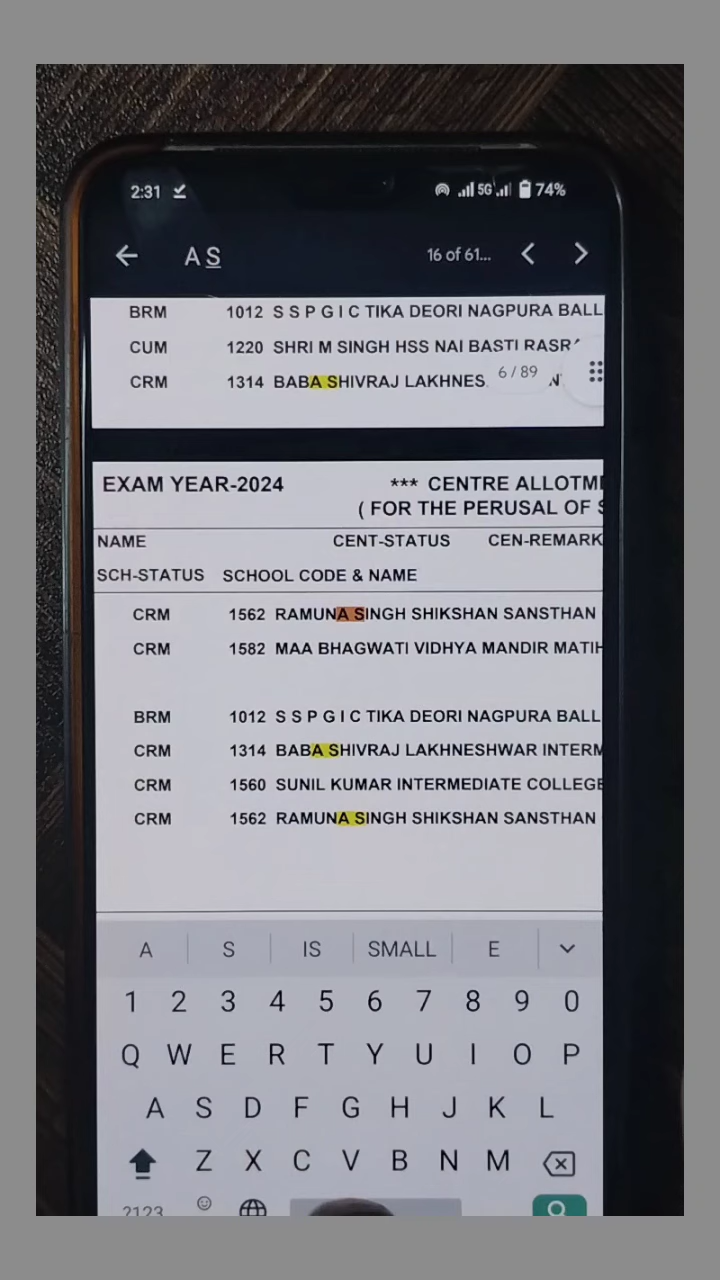 2:31 5G 74%
A S 16 of 61...
BRM 1012 S S P G I C TIKA DEORI NAGPURA BALL
CUM 1220 SHRI M SINGH HSS NAI BASTI RASR
CRM 1314 BABA SHIVRAJ LAKHNES
6 / 89
EXAM YEAR-2024 *** CENTRE ALLOTM
( FOR THE PERUSAL OF S
NAME CENT-STATUS CEN-REMARK
SCH-STATUS SCHOOL CODE & NAME
CRM 1562 RAMUNA SINGH SHIKSHAN SANSTHAN
CRM 1582 MAA BHAGWATI VIDHYA MANDIR MATIH
BRM 1012 S S P G I C TIKA DEORI NAGPURA BALL
CRM 1314 BABA SHIVRAJ LAKHNESHWAR INTERM
CRM 1560 SUNIL KUMAR INTERMEDIATE COLLEGE
CRM 1562 RAMUNA SINGH SHIKSHAN SANSTHAN
A S IS SMALL E
1 2 3 4 5 6 7 8 9 0
Q W E R T Y U I O P
A S D F G H J K L
Z X C V B N M
?123